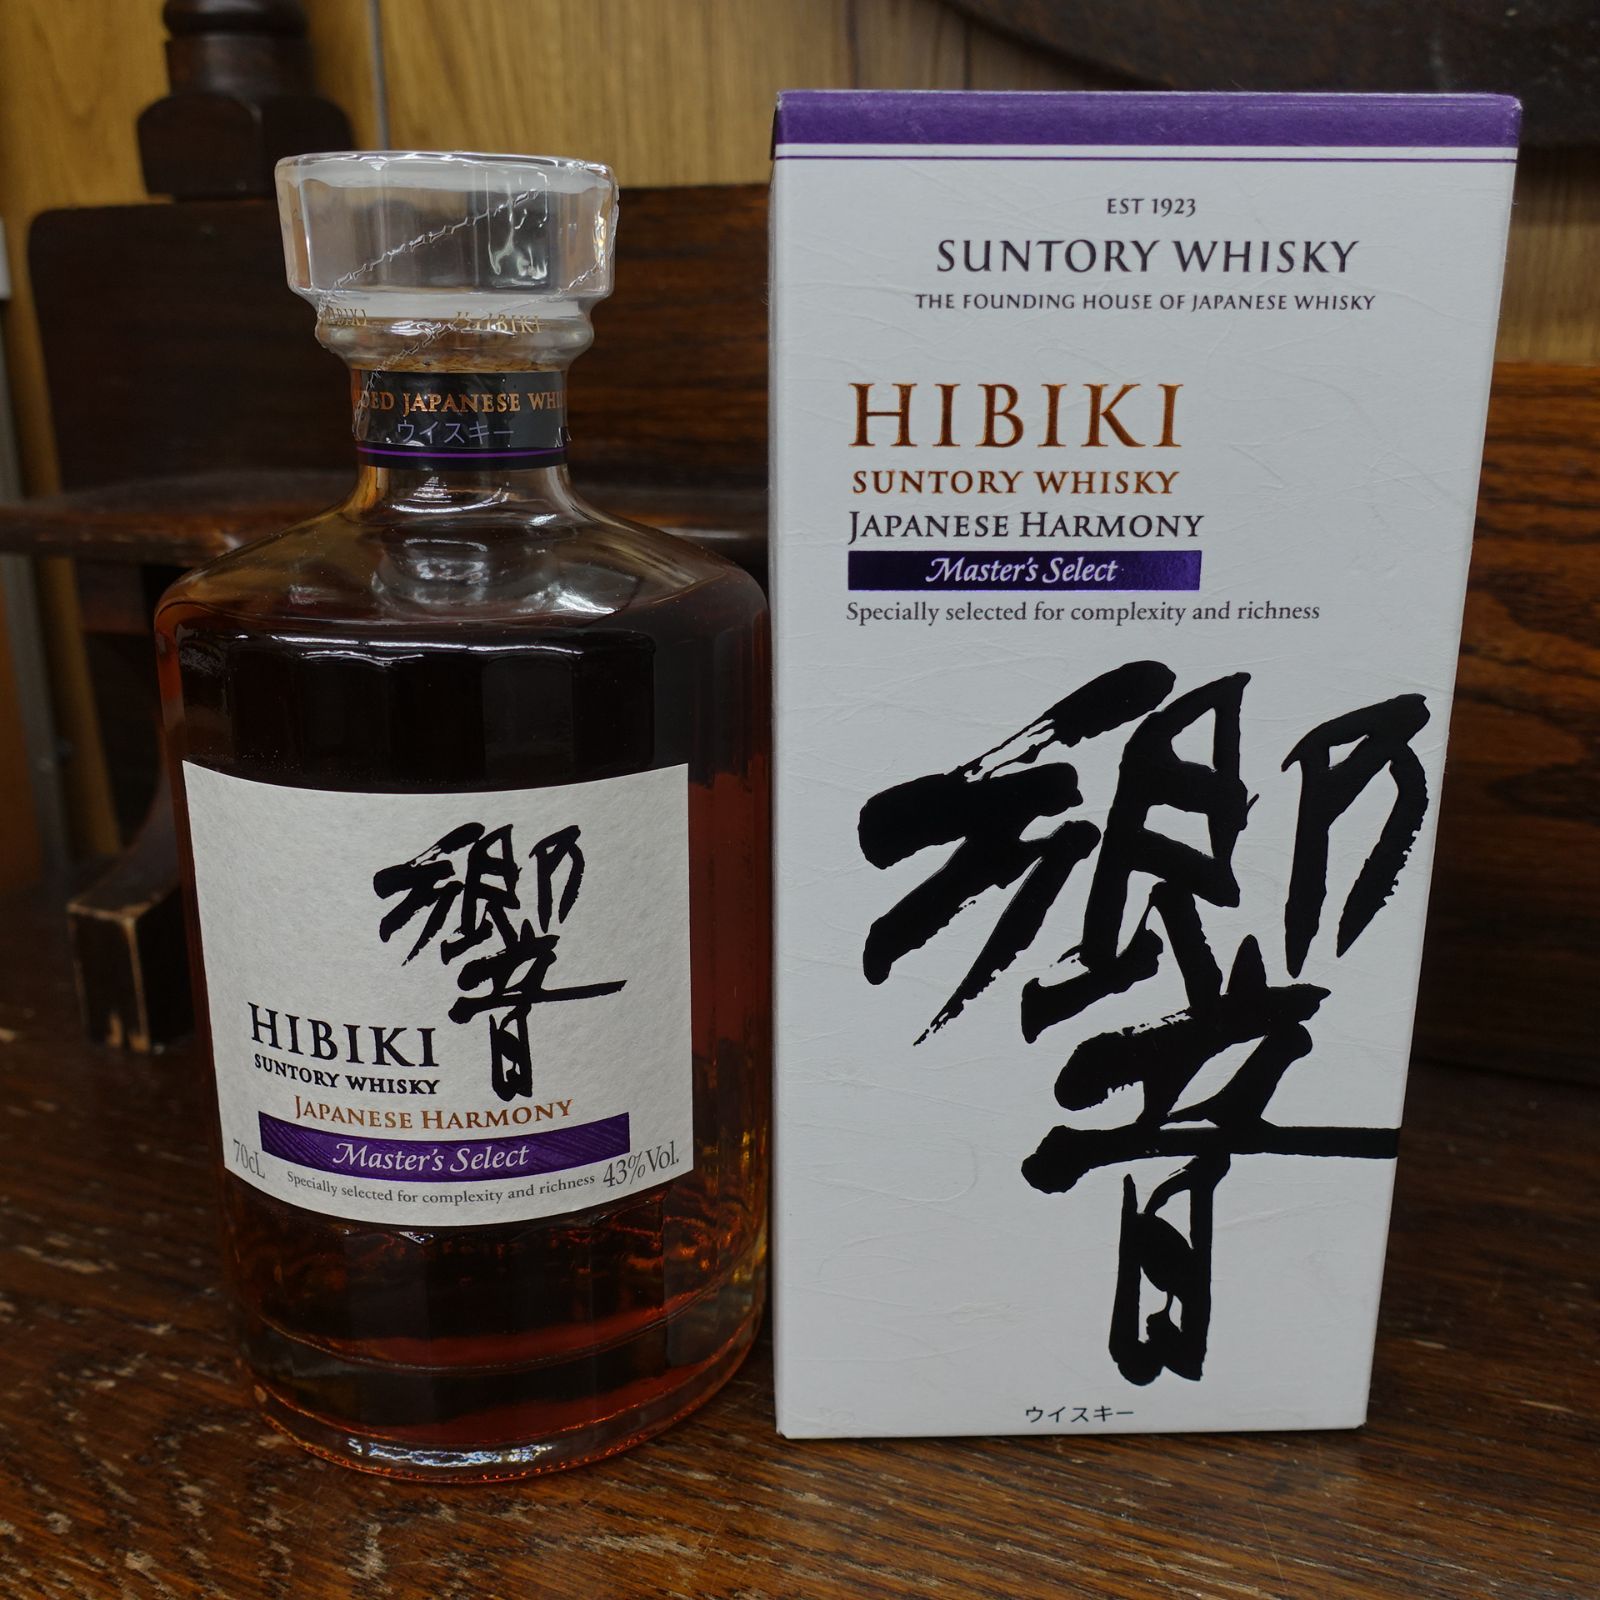 HIBIKI
DED JAPANESE WHI
ウイスキー
響
HIBIKI
SUNTORY WHISKY
JAPANESE HARMONY
Master's Select
70cL
Specially selected for complexity and richness
43%Vol.
EST 1923
SUNTORY WHISKY
THE FOUNDING HOUSE OF JAPANESE WHISKY
HIBIKI
SUNTORY WHISKY
JAPANESE HARMONY
Master's Select
Specially selected for complexity and richness
響
ウイスキー